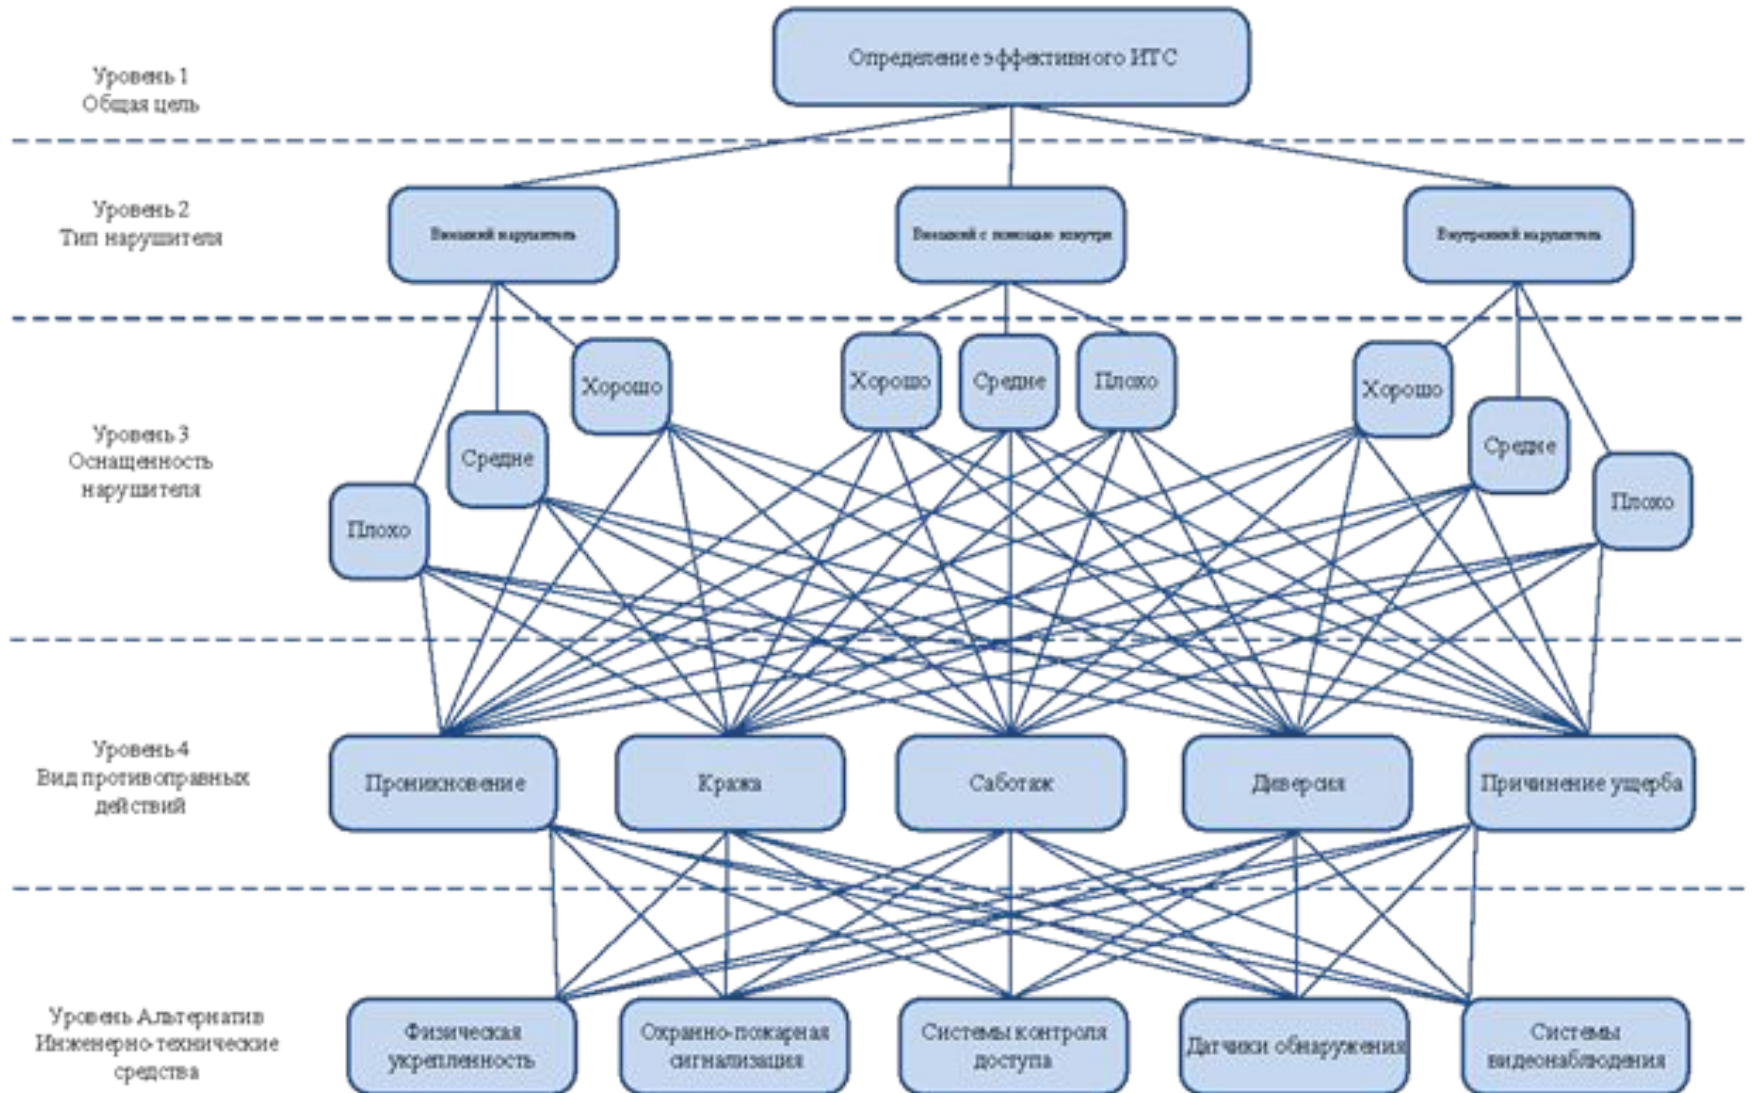 Определение эффективного ИТС
Уровень 1
Общая цель
Уровень 2
Тип нарушителя
Внешний нарушитель
Внешний с помощью изнутри
Внутренний нарушитель
Уровень 3
Оснащенность
нарушителя
Плохо
Средне
Хорошо
Хорошо
Средне
Плохо
Хорошо
Средне
Плохо
Уровень 4
Вид противоправных
действий
Проникновение
Кража
Саботаж
Диверсия
Причинение ущерба
Уровень Альтернатив
Инженерно-технические
средства
Физическая
укрепленность
Охранно-пожарная
сигнализация
Системы контроля
доступа
Датчики обнаружения
Системы
видеонаблюдения